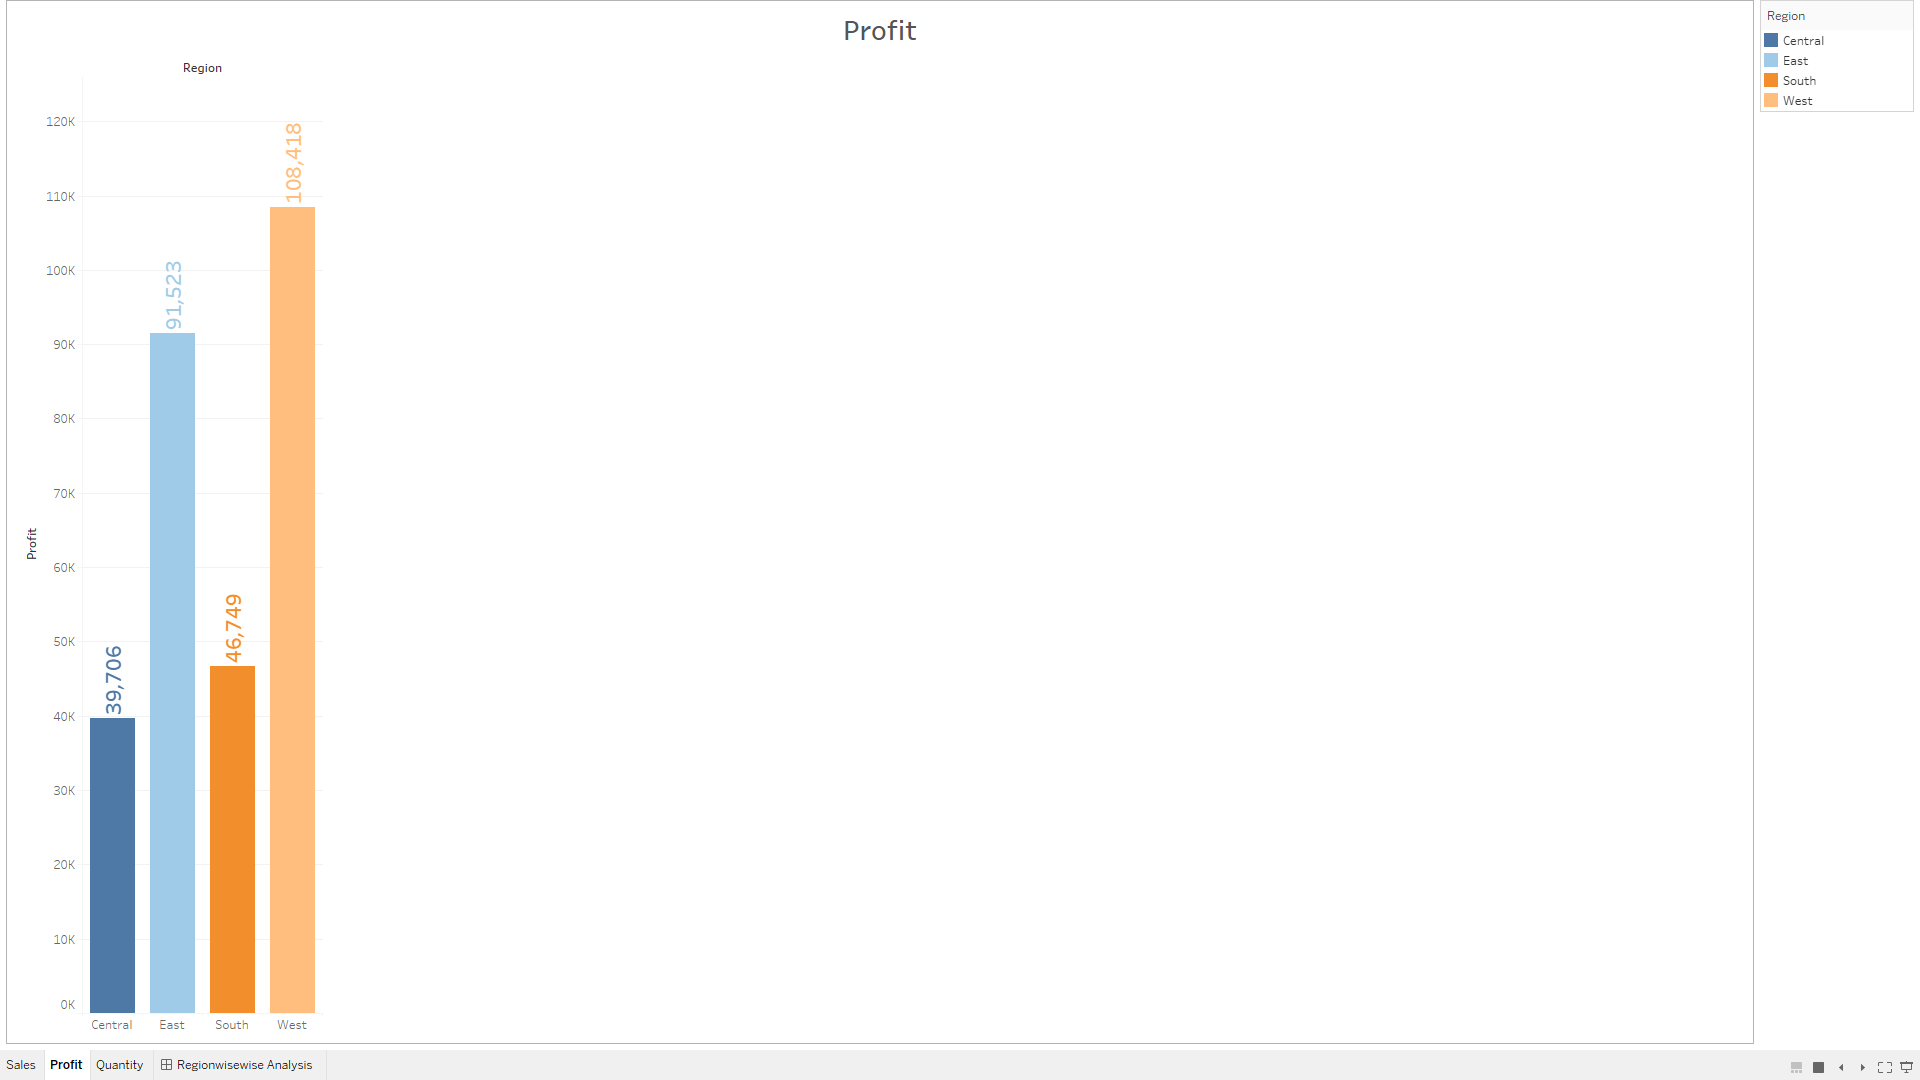 Profit
Region
120K
110K
100K
90K
80K
70K
60K
50K
40K
30K
20K
10K
0K
Profit
39,706
91,523
46,749
108,418
Central East South West
Region
Central
East
South
West
Sales Profit Quantity Regionwisewise Analysis